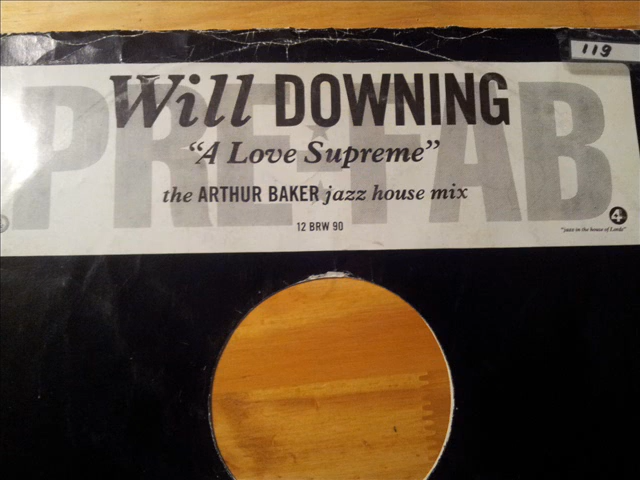 119
Will DOWNING
PRE-FAB
"A Love Supreme"
the ARTHUR BAKER jazz house mix
12 BRW 90
4
"jazz in the house of Lords"